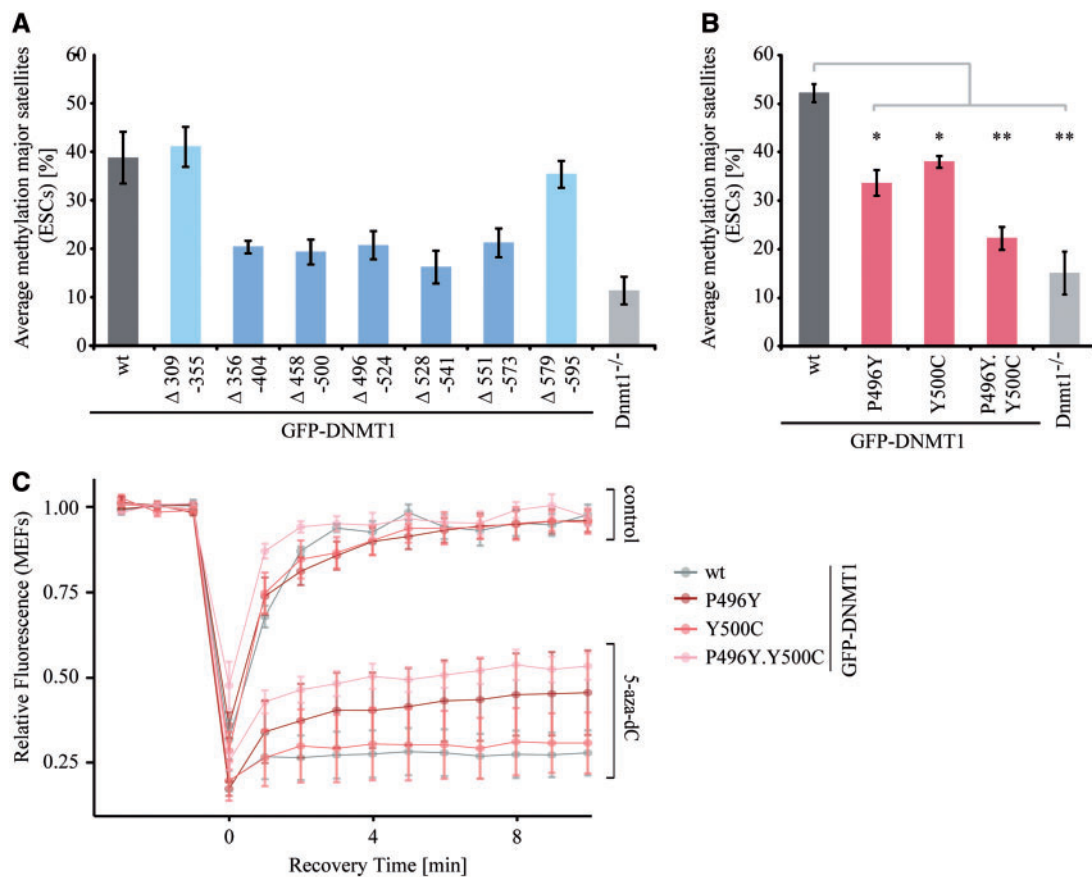 A
Average methylation major satellites
(ESCs) [%]
60
50
40
30
20
10
0
wt
Δ 309
-355
Δ 356
-404
Δ 458
-500
Δ 496
-524
Δ 528
-541
Δ 551
-573
Δ 579
-595
Dnmt1-/-
GFP-DNMT1
B
Average methylation major satellites
(ESCs) [%]
60
50
40
30
20
10
0
*
*
**
**
wt
P496Y
Y500C
P496Y.
Y500C
Dnmt1-/-
GFP-DNMT1
C
Relative Fluorescence (MEFs)
1.00
0.75
0.50
0.25
0
4
8
Recovery Time [min]
control
5-aza-dC
wt
P496Y
Y500C
P496Y.Y500C
GFP-DNMT1